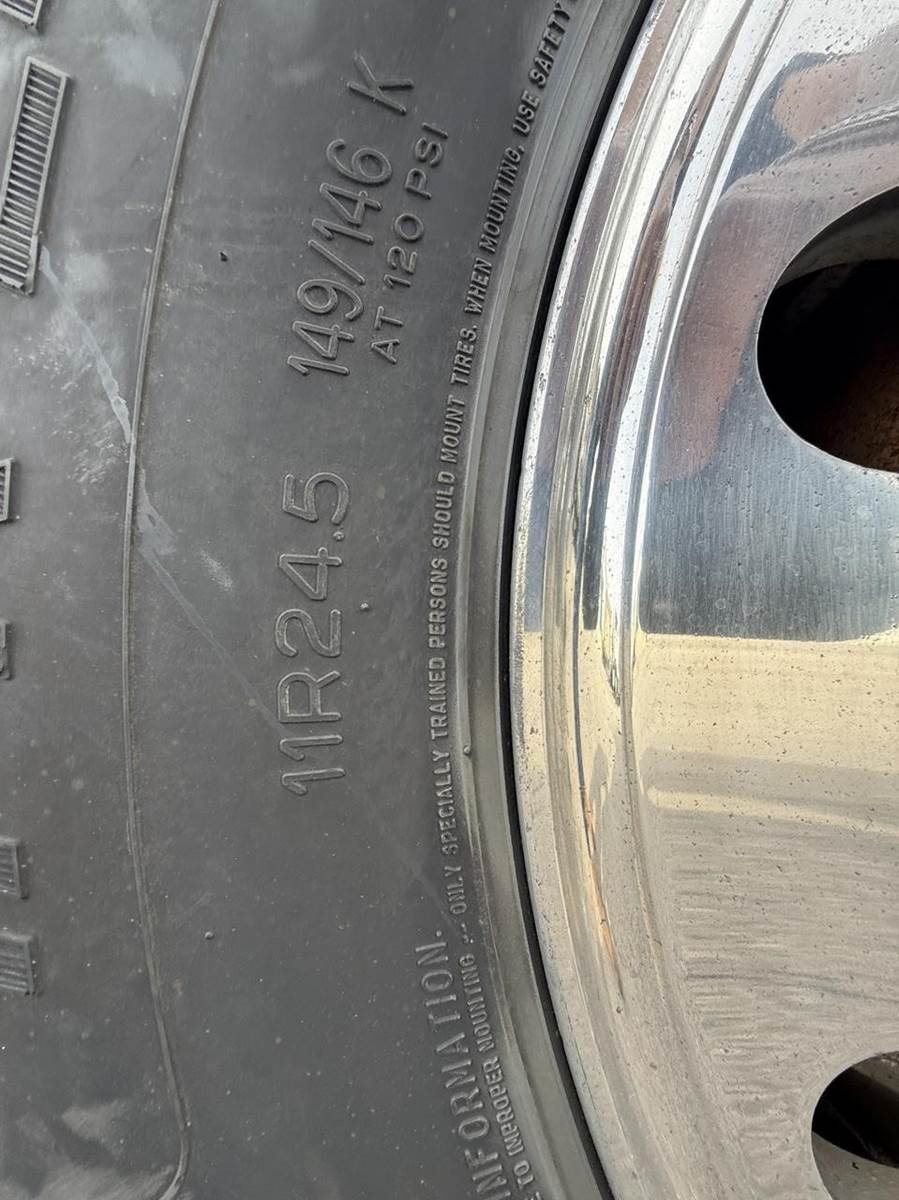 11R24.5 149/146 K
AT 120 PSI
INFORMATION.
TO IMPROPER MOUNTING - ONLY SPECIALLY TRAINED PERSONS SHOULD MOUNT TIRES. WHEN MOUNTING, USE SAFETY